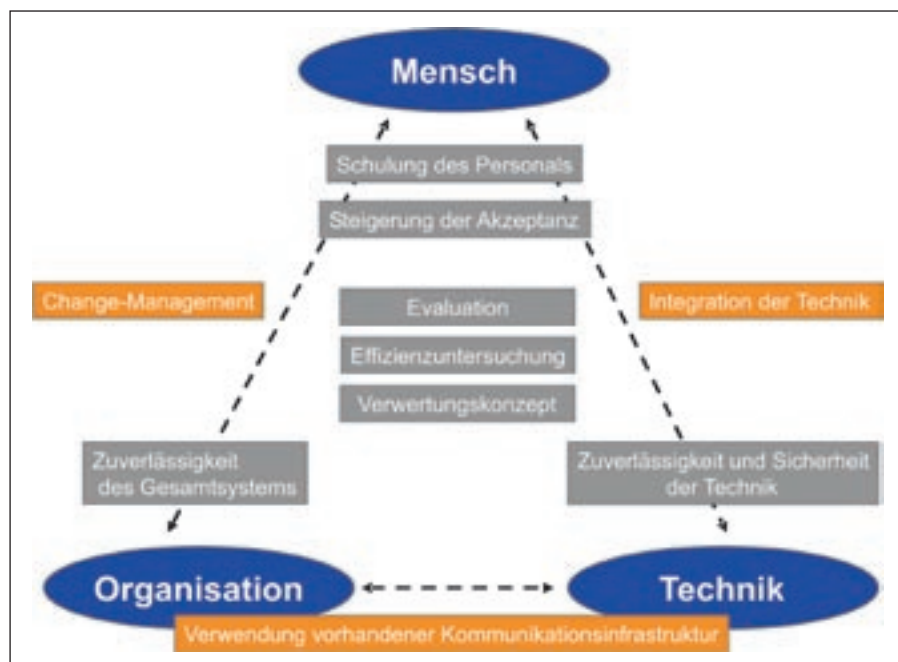 Mensch
Schulung des Personals
Steigerung der Akzeptanz
Change-Management
Integration der Technik
Evaluation
Effizienzuntersuchung
Verwertungskonzept
Zuverlässigkeit
des Gesamtsystems
Zuverlässigkeit und Sicherheit
der Technik
Organisation
Technik
Verwendung vorhandener Kommunikationsinfrastruktur